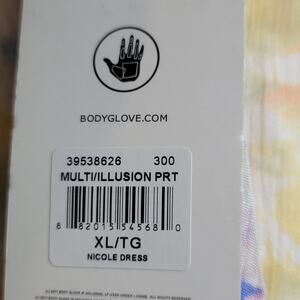 BODYGLOVE.COM
39538626 300
MULTI/ILLUSION PRT
8 82015 54568 0
XL/TG
NICOLE DRESS